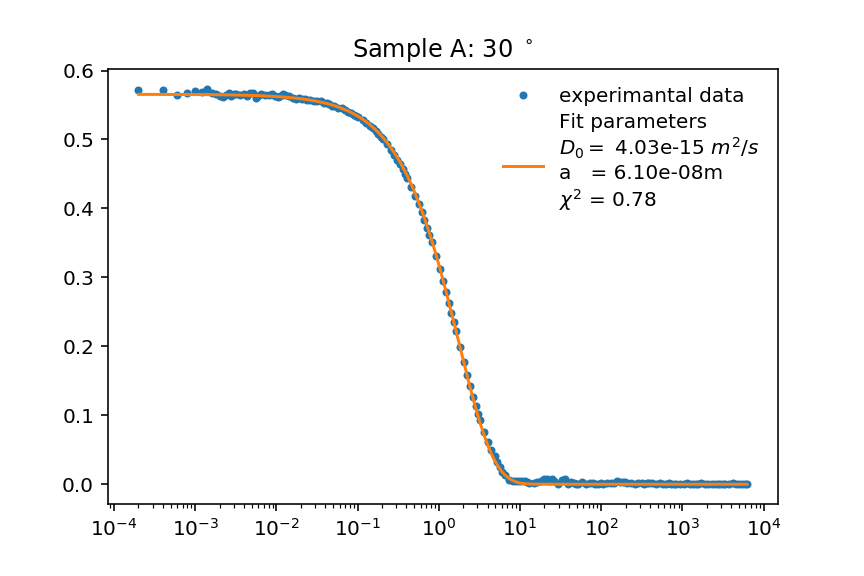 Sample A: 30 °
experimantal data
Fit parameters
D₀ = 4.03e-15 m²/s
a = 6.10e-08m
χ² = 0.78
0.6
0.5
0.4
0.3
0.2
0.1
0.0
10⁻⁴ 10⁻³ 10⁻² 10⁻¹ 10⁰ 10¹ 10² 10³ 10⁴